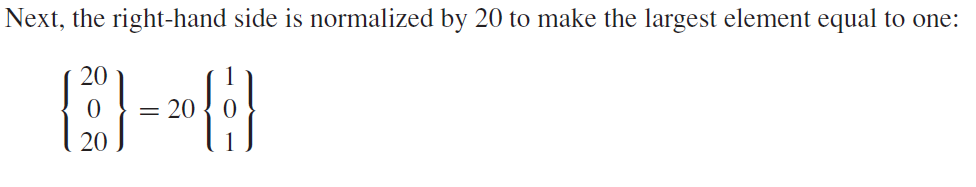 Next, the right-hand side is normalized by 20 to make the largest element equal to one:
{20 0 20} = 20 {1 0 1}